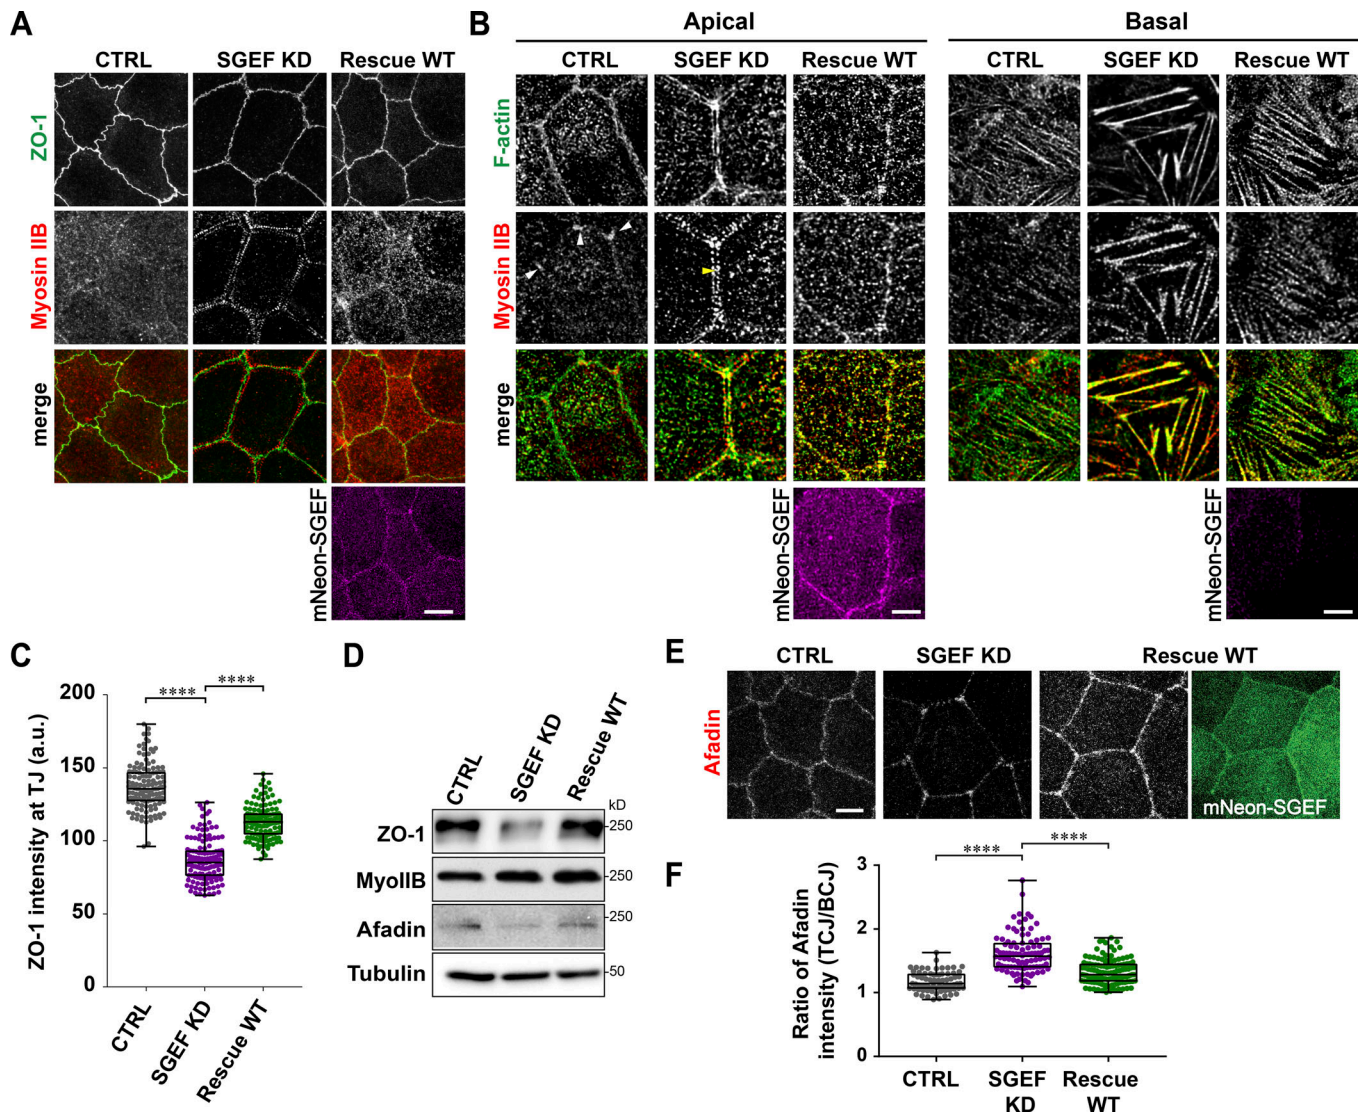 A
CTRL
SGEF KD
Rescue WT
ZO-1
Myosin IIB
merge
mNeon-SGEF
B
Apical
Basal
CTRL
SGEF KD
Rescue WT
CTRL
SGEF KD
Rescue WT
F-actin
Myosin IIB
merge
mNeon-SGEF
mNeon-SGEF
C
ZO-1 intensity at TJ (a.u.)
200
150
100
50
0
****
****
CTRL
SGEF KD
Rescue WT
D
CTRL
SGEF KD
Rescue WT
kD
ZO-1
250
MyoIIB
250
Afadin
250
Tubulin
50
E
CTRL
SGEF KD
Rescue WT
Afadin
mNeon-SGEF
F
Ratio of Afadin
intensity (TCJ/BCJ)
3
2
1
0
****
****
CTRL
SGEF
KD
Rescue
WT